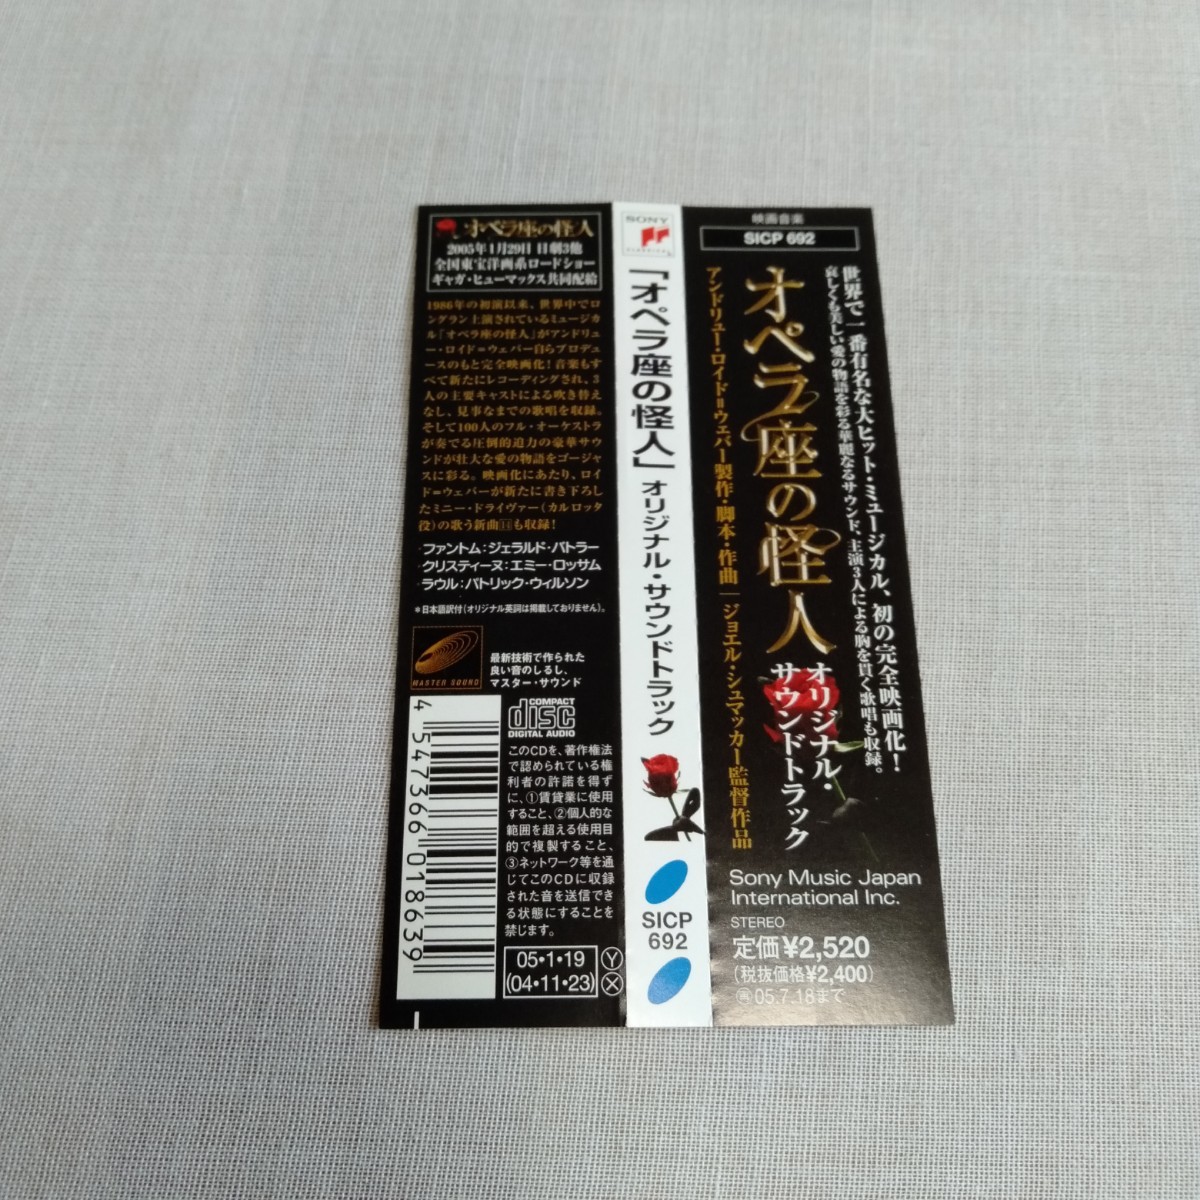 オペラ座の怪人
2005年1月29日 日劇3他
全国東宝洋画系ロードショー
ギャガ・ヒューマックス共同配給
1986年の初演以来、世界中でロ
ングラン上演されているミュージカ
ル「オペラ座の怪人」がアンドリュ
ー・ロイド＝ウェバー自らプロデュ
ースのもと完全映画化！音楽もす
べて新たにレコーディングされ、3
人の主要キャストによる吹き替え
なし、見事なまでの歌唱を収録。
そして100人のフル・オーケストラ
が奏でる圧倒的迫力の豪華サウ
ンドが壮大な愛の物語をゴージャ
スに彩る。映画化にあたり、ロイ
ド＝ウェバーが新たに書き下ろし
たミニー・ドライヴァー(カルロッタ
役)の歌う新曲⑭も収録！
・ファントム：ジェラルド・バトラー
・クリスティーヌ：エミー・ロッサム
・ラウル：パトリック・ウィルソン
＊日本語訳付(オリジナル英詞は掲載しておりません)。
MASTER SOUND
最新技術で作られた
良い音のしるし、
マスター・サウンド
COMPACT
disc
DIGITAL AUDIO
4 547366 018639
このCDを、著作権法
で認められている権
利者の許諾を得ず
に、①賃貸業に使用
すること、②個人的な
範囲を超える使用目
的で複製すること、
③ネットワーク等を通
じてこのCDに収録
された音を送信でき
る状態にすることを
禁じます。
05・1・19 Ⓨ
(04・11・23) Ⓧ
SONY
CLASSICAL
「オペラ座の怪人」オリジナル・サウンドトラック
SICP
692
映画音楽
SICP 692
世界で一番有名な大ヒット・ミュージカル、初の完全映画化！
哀しくも美しい愛の物語を彩る華麗なるサウンド、主演3人による胸を貫く歌唱も収録。
オペラ座の怪人
オリジナル・
サウンドトラック
アンドリュー・ロイド＝ウェバー製作・脚本・作曲｜ジョエル・シュマッカー監督作品
Sony Music Japan
International Inc.
STEREO
定価¥2,520
(税抜価格¥2,400)
05.7.18まで